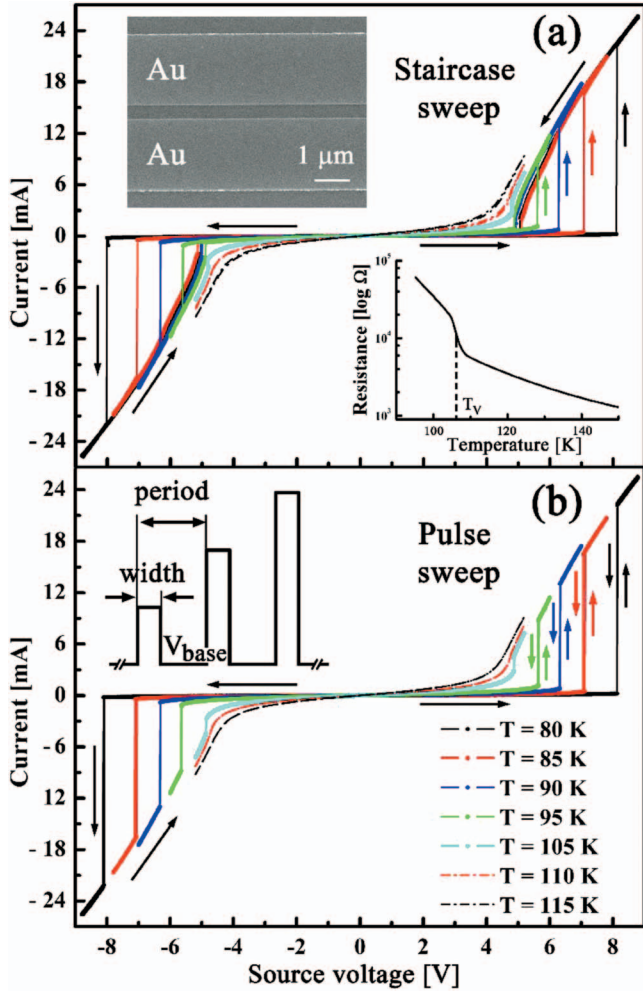 24
18
12
6
0
- 6
- 12
- 18
- 24
Current [mA]
Au
Au
1 μm
(a)
Staircase
sweep
Resistance [log Ω]
10⁵
10⁴
10³
T_V
100 120 140
Temperature [K]
24
18
12
6
0
- 6
- 12
- 18
- 24
Current [mA]
(b)
Pulse
sweep
period
width
V_base
T = 80 K
T = 85 K
T = 90 K
T = 95 K
T = 105 K
T = 110 K
T = 115 K
-8 -6 -4 -2 0 2 4 6 8
Source voltage [V]